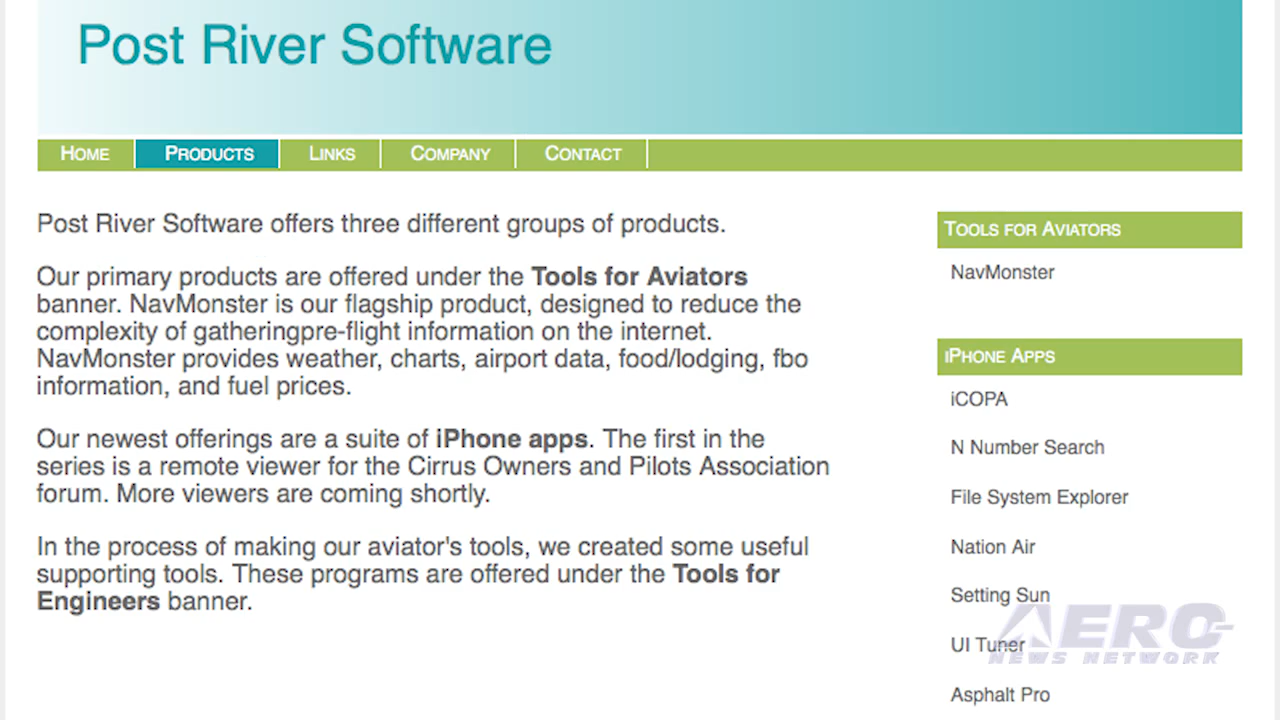 Post River Software
HOME
PRODUCTS
LINKS
COMPANY
CONTACT
Post River Software offers three different groups of products.
Our primary products are offered under the Tools for Aviators
banner. NavMonster is our flagship product, designed to reduce the
complexity of gatheringpre-flight information on the internet.
NavMonster provides weather, charts, airport data, food/lodging, fbo
information, and fuel prices.
Our newest offerings are a suite of iPhone apps. The first in the
series is a remote viewer for the Cirrus Owners and Pilots Association
forum. More viewers are coming shortly.
In the process of making our aviator's tools, we created some useful
supporting tools. These programs are offered under the Tools for
Engineers banner.
TOOLS FOR AVIATORS
NavMonster
iPHONE APPS
iCOPA
N Number Search
File System Explorer
Nation Air
Setting Sun
UI Tuner
Asphalt Pro
AERO
NEWS NETWORK